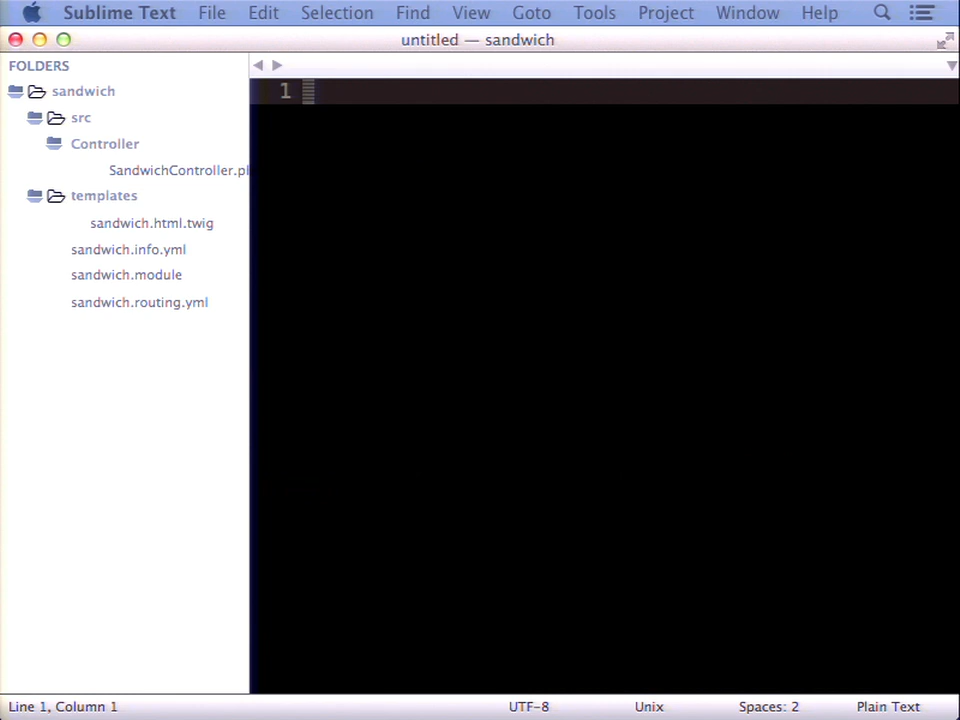 Sublime Text File Edit Selection Find View Goto Tools Project Window Help
untitled — sandwich
FOLDERS
sandwich
1
src
Controller
SandwichController.p
templates
sandwich.html.twig
sandwich.info.yml
sandwich.module
sandwich.routing.yml
Line 1, Column 1 UTF-8 Unix Spaces: 2 Plain Text